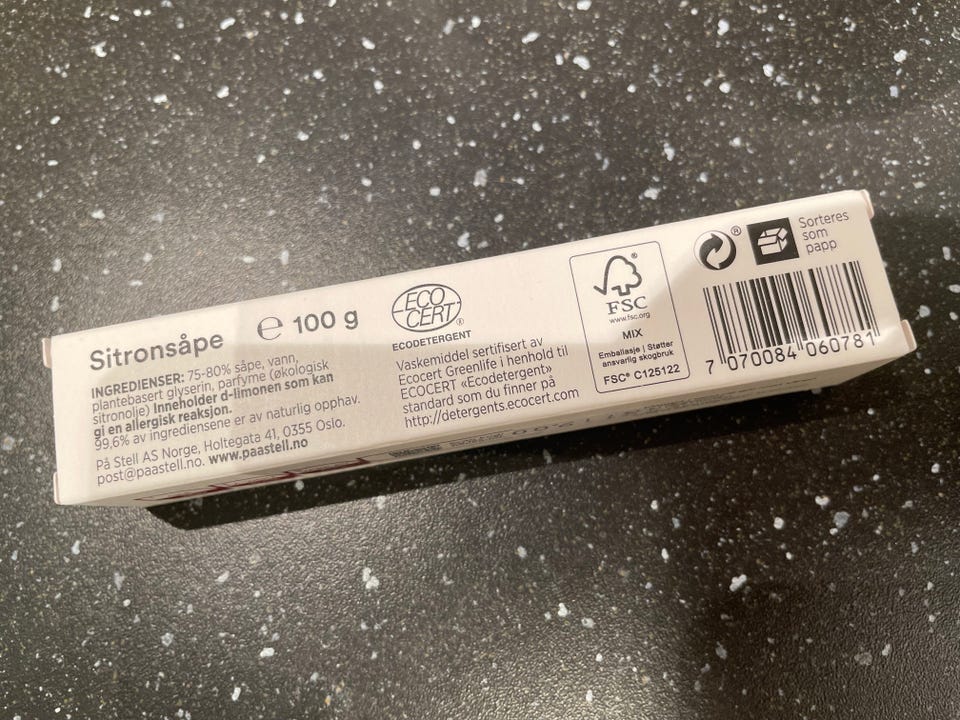 Sitronsåpe
℮ 100 g
INGREDIENSER: 75-80% såpe, vann,
plantebasert glyserin, parfyme (økologisk
sitronolje) Inneholder d-limonen som kan
gi en allergisk reaksjon.
99,6% av ingrediensene er av naturlig opphav.
På Stell AS Norge, Holtegata 41, 0355 Oslo.
post@paastell.no. www.paastell.no
ECO
CERT
®
ECODETERGENT
Vaskemiddel sertifisert av
Ecocert Greenlife i henhold til
ECOCERT «Ecodetergent»
standard som du finner på
http://detergents.ecocert.com
®
FSC
www.fsc.org
MIX
Emballasje | Støtter
ansvarlig skogbruk
FSC® C125122
®
Sorteres
som
papp
7 070084 060781